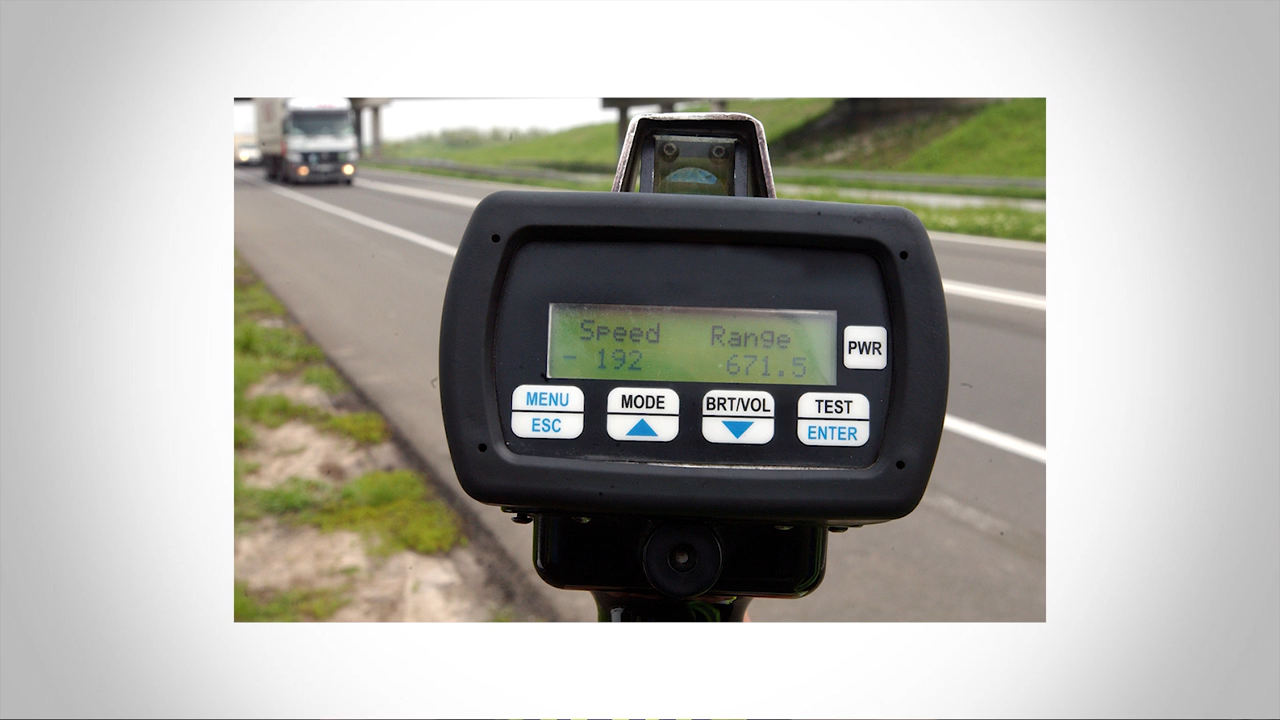 Speed Range
- 192 671.5
PWR
MENU MODE BRT/VOL TEST
ESC ENTER